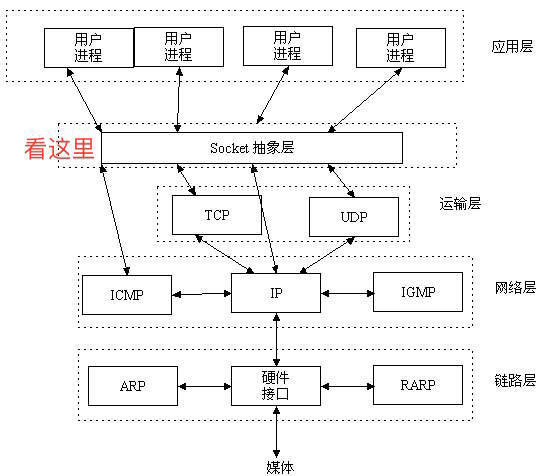 用户
进程
用户
进程
用户
进程
用户
进程
应用层
看这里
Socket 抽象层
TCP
UDP
运输层
ICMP
IP
IGMP
网络层
ARP
硬件
接口
RARP
链路层
媒体